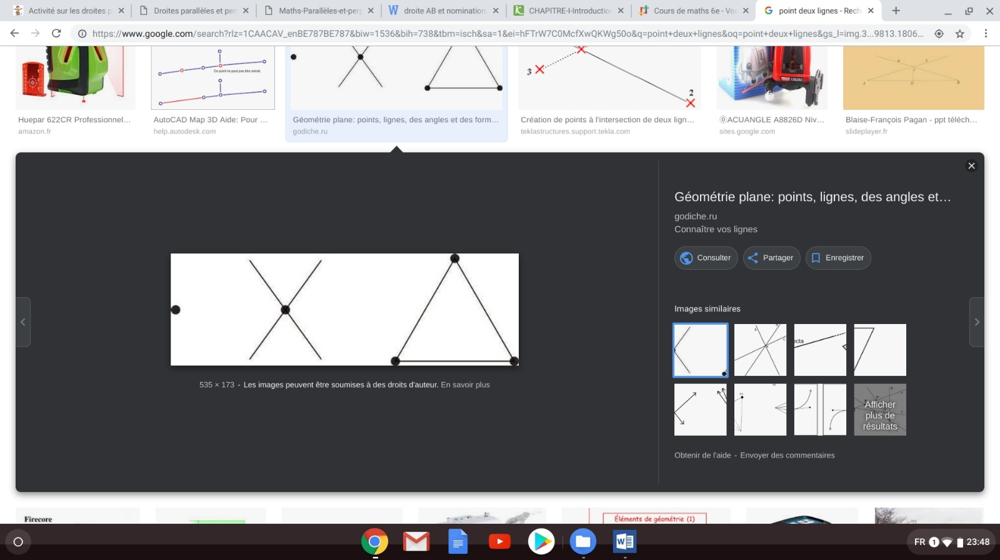 Activité sur les droites p
Droites parallèles et per
Maths-Parallèles-et-perp
droite AB et nomination
CHAPITRE-I-Introduction
Cours de maths 6e - Voc
point deux lignes - Rech
https://www.google.com/search?rlz=1CAACAV_enBE787BE787&biw=1536&bih=738&tbm=isch&sa=1&ei=hFTrW7C0McfXwQKWg50o&q=point+deux+lignes&oq=point+deux+lignes&gs_l=img.3...9813.1806...
Ce point ne peut pas être extrait.
3
2
Huepar 622CR Professionnel...
amazon.fr
AutoCAD Map 3D Aide: Pour ...
help.autodesk.com
Géométrie plane: points, lignes, des angles et des form...
godiche.ru
Création de points à l'intersection de deux lign...
teklastructures.support.tekla.com
⓪ACUANGLE A8826D Niv...
sites.google.com
Blaise-François Pagan - ppt téléch...
slideplayer.fr
Géométrie plane: points, lignes, des angles et...
godiche.ru
Connaître vos lignes
Consulter
Partager
Enregistrer
Images similaires
ecta
Afficher
plus de
résultats
535 × 173 - Les images peuvent être soumises à des droits d'auteur. En savoir plus
Obtenir de l'aide - Envoyer des commentaires
Firecore
Éléments de géométrie (1)
FR 1 23:48